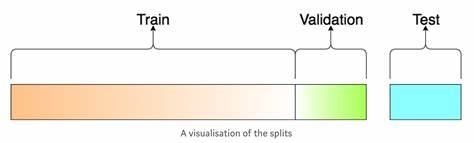 Train Validation Test
A visualisation of the splits